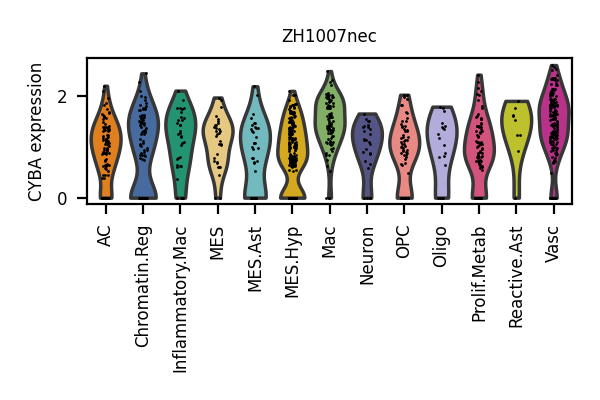 ZH1007nec
CYBA expression
2
0
AC
Chromatin.Reg
Inflammatory.Mac
MES
MES.Ast
MES.Hyp
Mac
Neuron
OPC
Oligo
Prolif.Metab
Reactive.Ast
Vasc